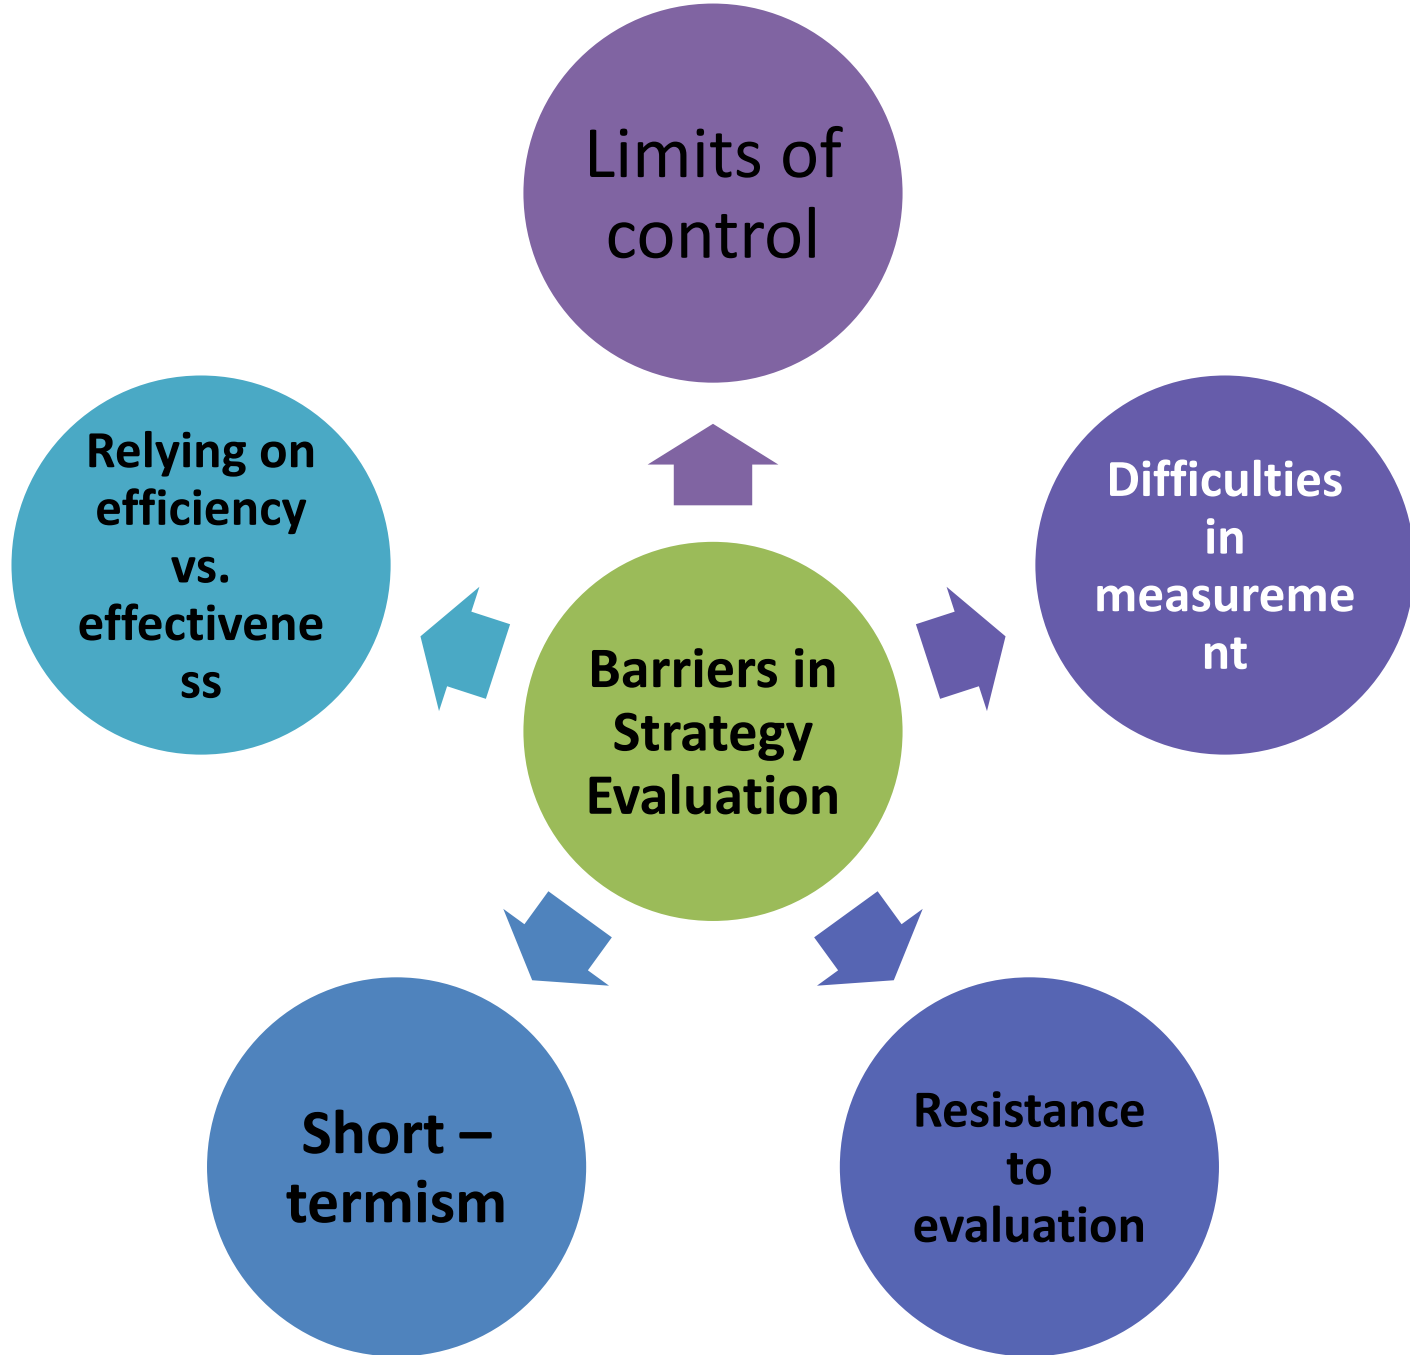 Limits of
control
Difficulties
in
measureme
nt
Resistance
to
evaluation
Short –
termism
Relying on
efficiency
vs.
effectivene
ss
Barriers in
Strategy
Evaluation